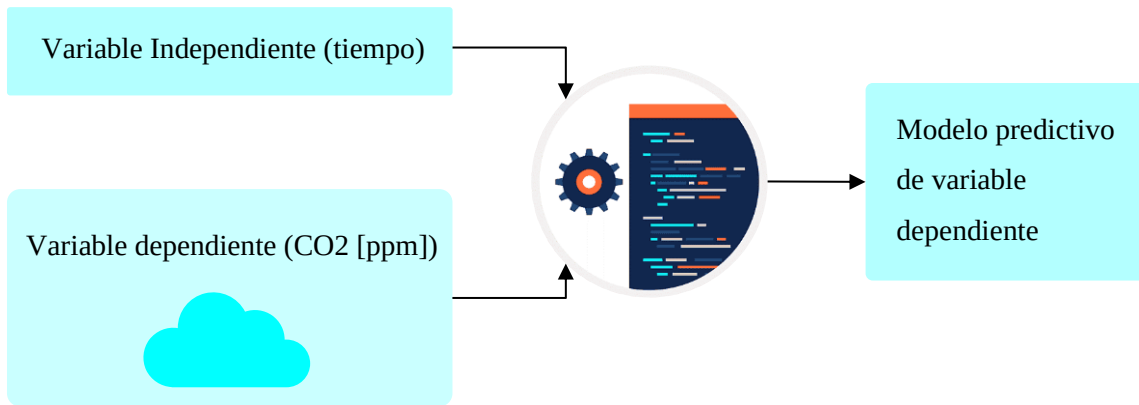 Variable Independiente (tiempo)
Variable dependiente (CO2 [ppm])
Modelo predictivo
de variable
dependiente